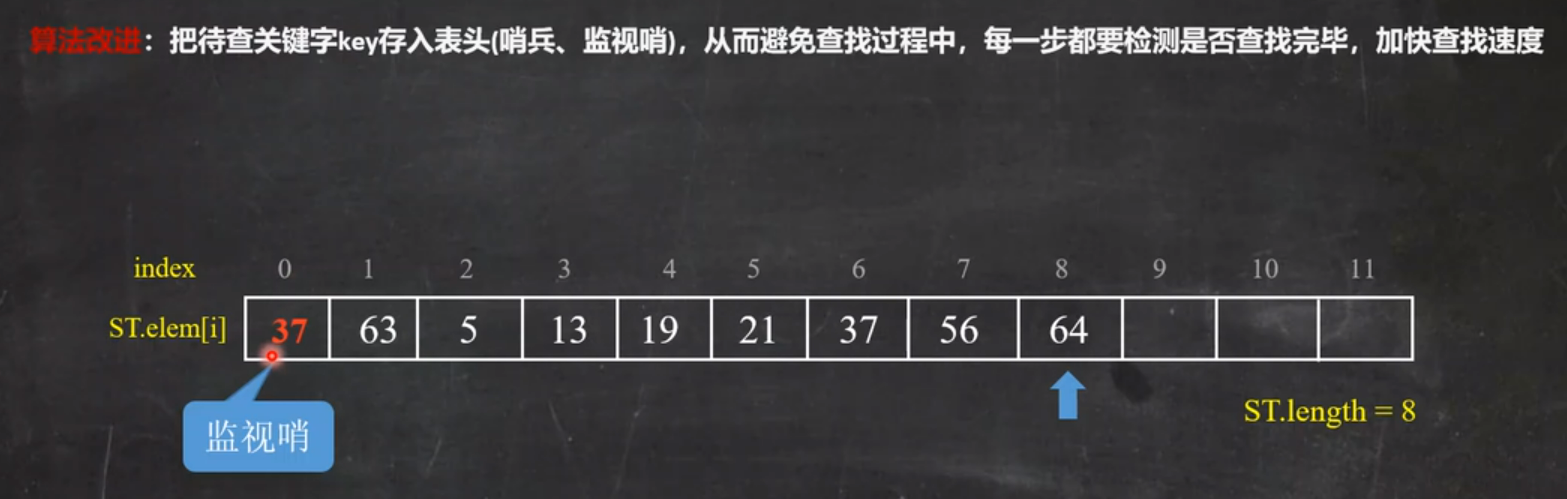 算法改进：把待查关键字key存入表头(哨兵、监视哨)，从而避免查找过程中，每一步都要检测是否查找完毕，加快查找速度
index 0 1 2 3 4 5 6 7 8 9 10 11
ST.elem[i] 37 63 5 13 19 21 37 56 64
监视哨
ST.length = 8